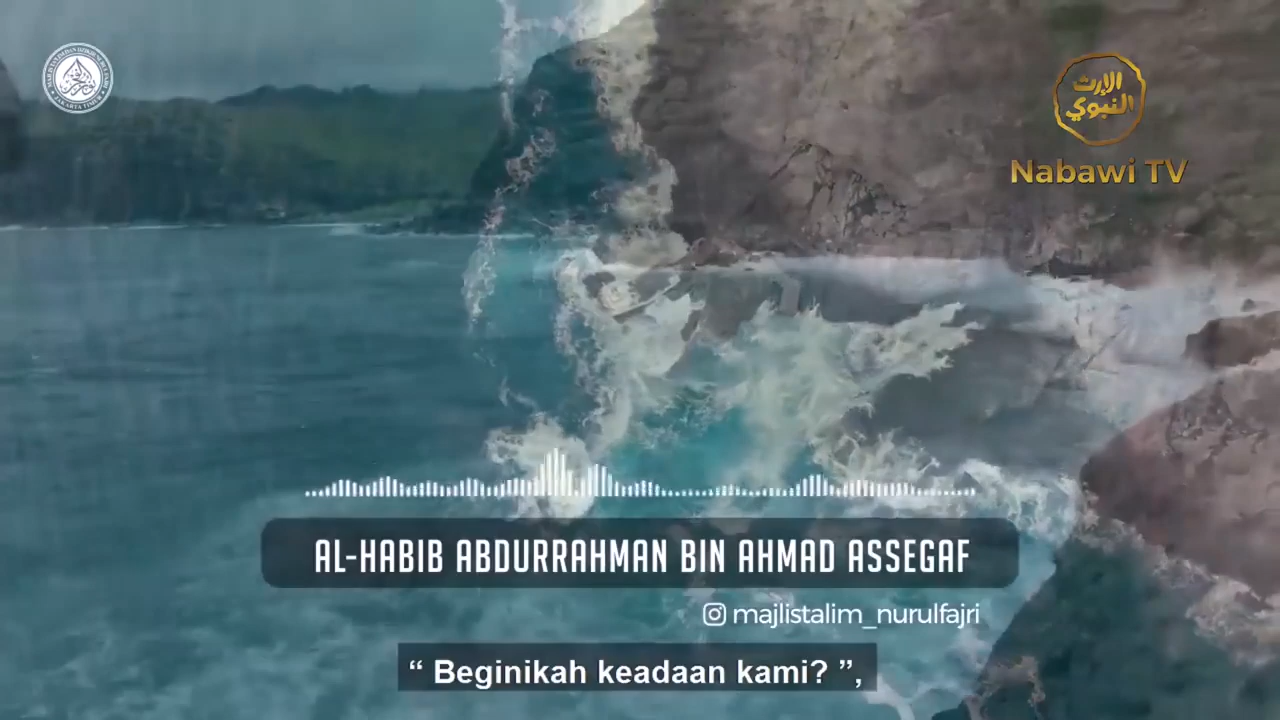 الإرث
النبوي
Nabawi TV
AL-HABIB ABDURRAHMAN BIN AHMAD ASSEGAF
majlistalim_nurulfajri
“ Beginikah keadaan kami? ”,